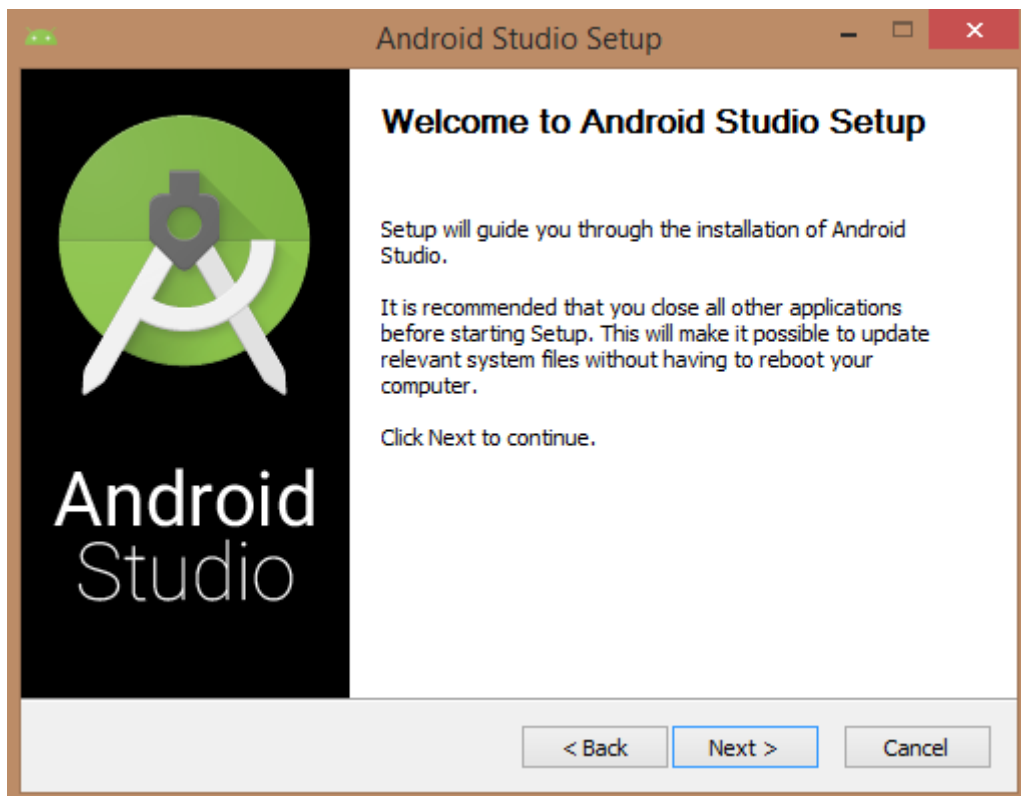 Android Studio Setup
Welcome to Android Studio Setup
Setup will guide you through the installation of Android
Studio.
It is recommended that you close all other applications
before starting Setup. This will make it possible to update
relevant system files without having to reboot your
computer.
Click Next to continue.
Android
Studio
< Back
Next >
Cancel